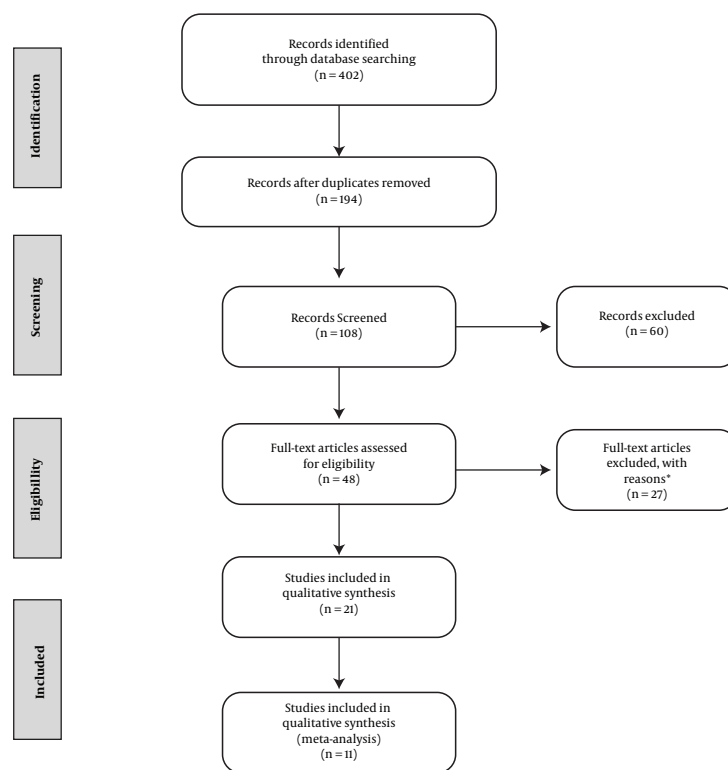 Identification
Records identified
through database searching
(n = 402)
Records after duplicates removed
(n = 194)
Screening
Records Screened
(n = 108)
Records excluded
(n = 60)
Eligibillity
Full-text articles assessed
for eligibility
(n = 48)
Full-text articles
excluded, with
reasons*
(n = 27)
Studies included in
qualitative synthesis
(n = 21)
Included
Studies included in
qualitative synthesis
(meta-analysis)
(n = 11)